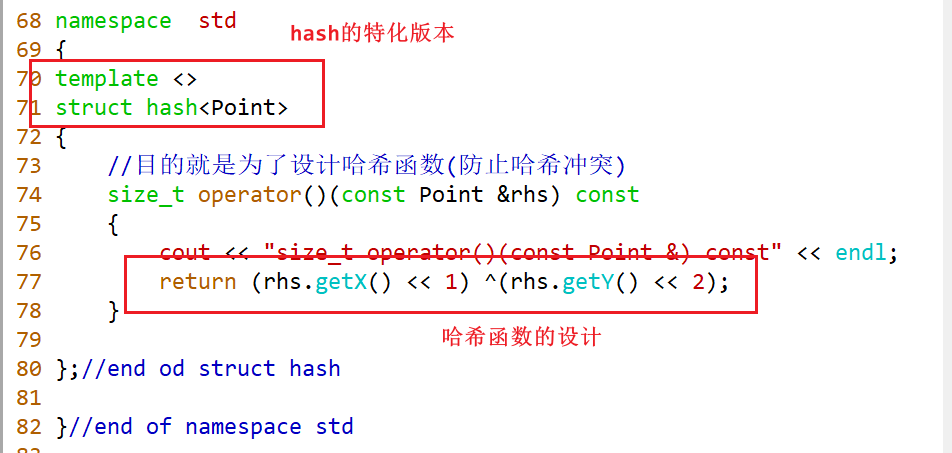 68 namespace  std
hash的特化版本
69 {
70 template <>
71 struct hash<Point>
72 {
73     //目的就是为了设计哈希函数(防止哈希冲突)
74     size_t operator()(const Point &rhs) const
75     {
76         cout << "size_t operator()(const Point &) const" << endl;
77         return (rhs.getX() << 1) ^(rhs.getY() << 2);
78     }
哈希函数的设计
79
80 };//end od struct hash
81
82 }//end of namespace std